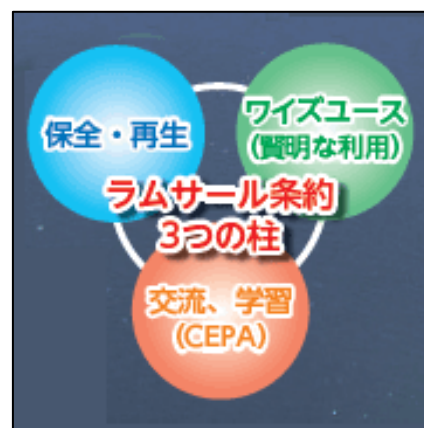 保全・再生
ワイズユース
(賢明な利用)
ラムサール条約
3つの柱
交流、学習
(CEPA)